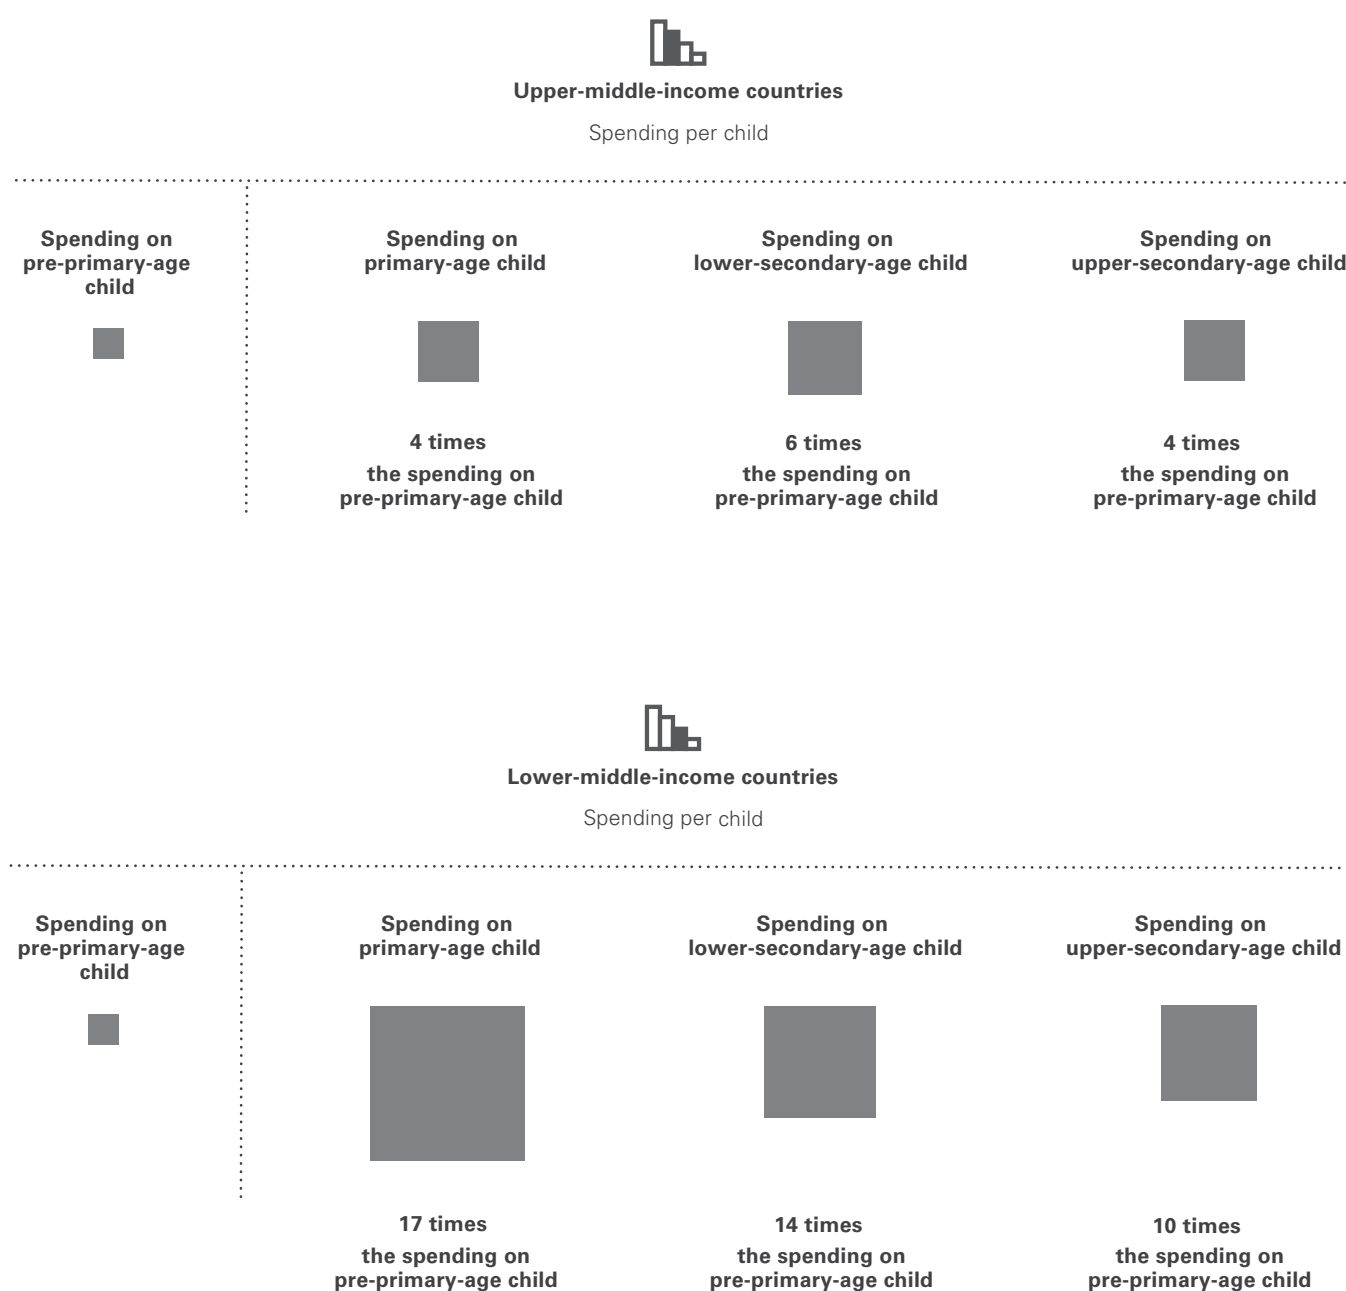 Upper-middle-income countries
Spending per child
Spending on
pre-primary-age
child
Spending on
primary-age child
4 times
the spending on
pre-primary-age child
Spending on
lower-secondary-age child
6 times
the spending on
pre-primary-age child
Spending on
upper-secondary-age child
4 times
the spending on
pre-primary-age child
Lower-middle-income countries
Spending per child
Spending on
pre-primary-age
child
Spending on
primary-age child
17 times
the spending on
pre-primary-age child
Spending on
lower-secondary-age child
14 times
the spending on
pre-primary-age child
Spending on
upper-secondary-age child
10 times
the spending on
pre-primary-age child